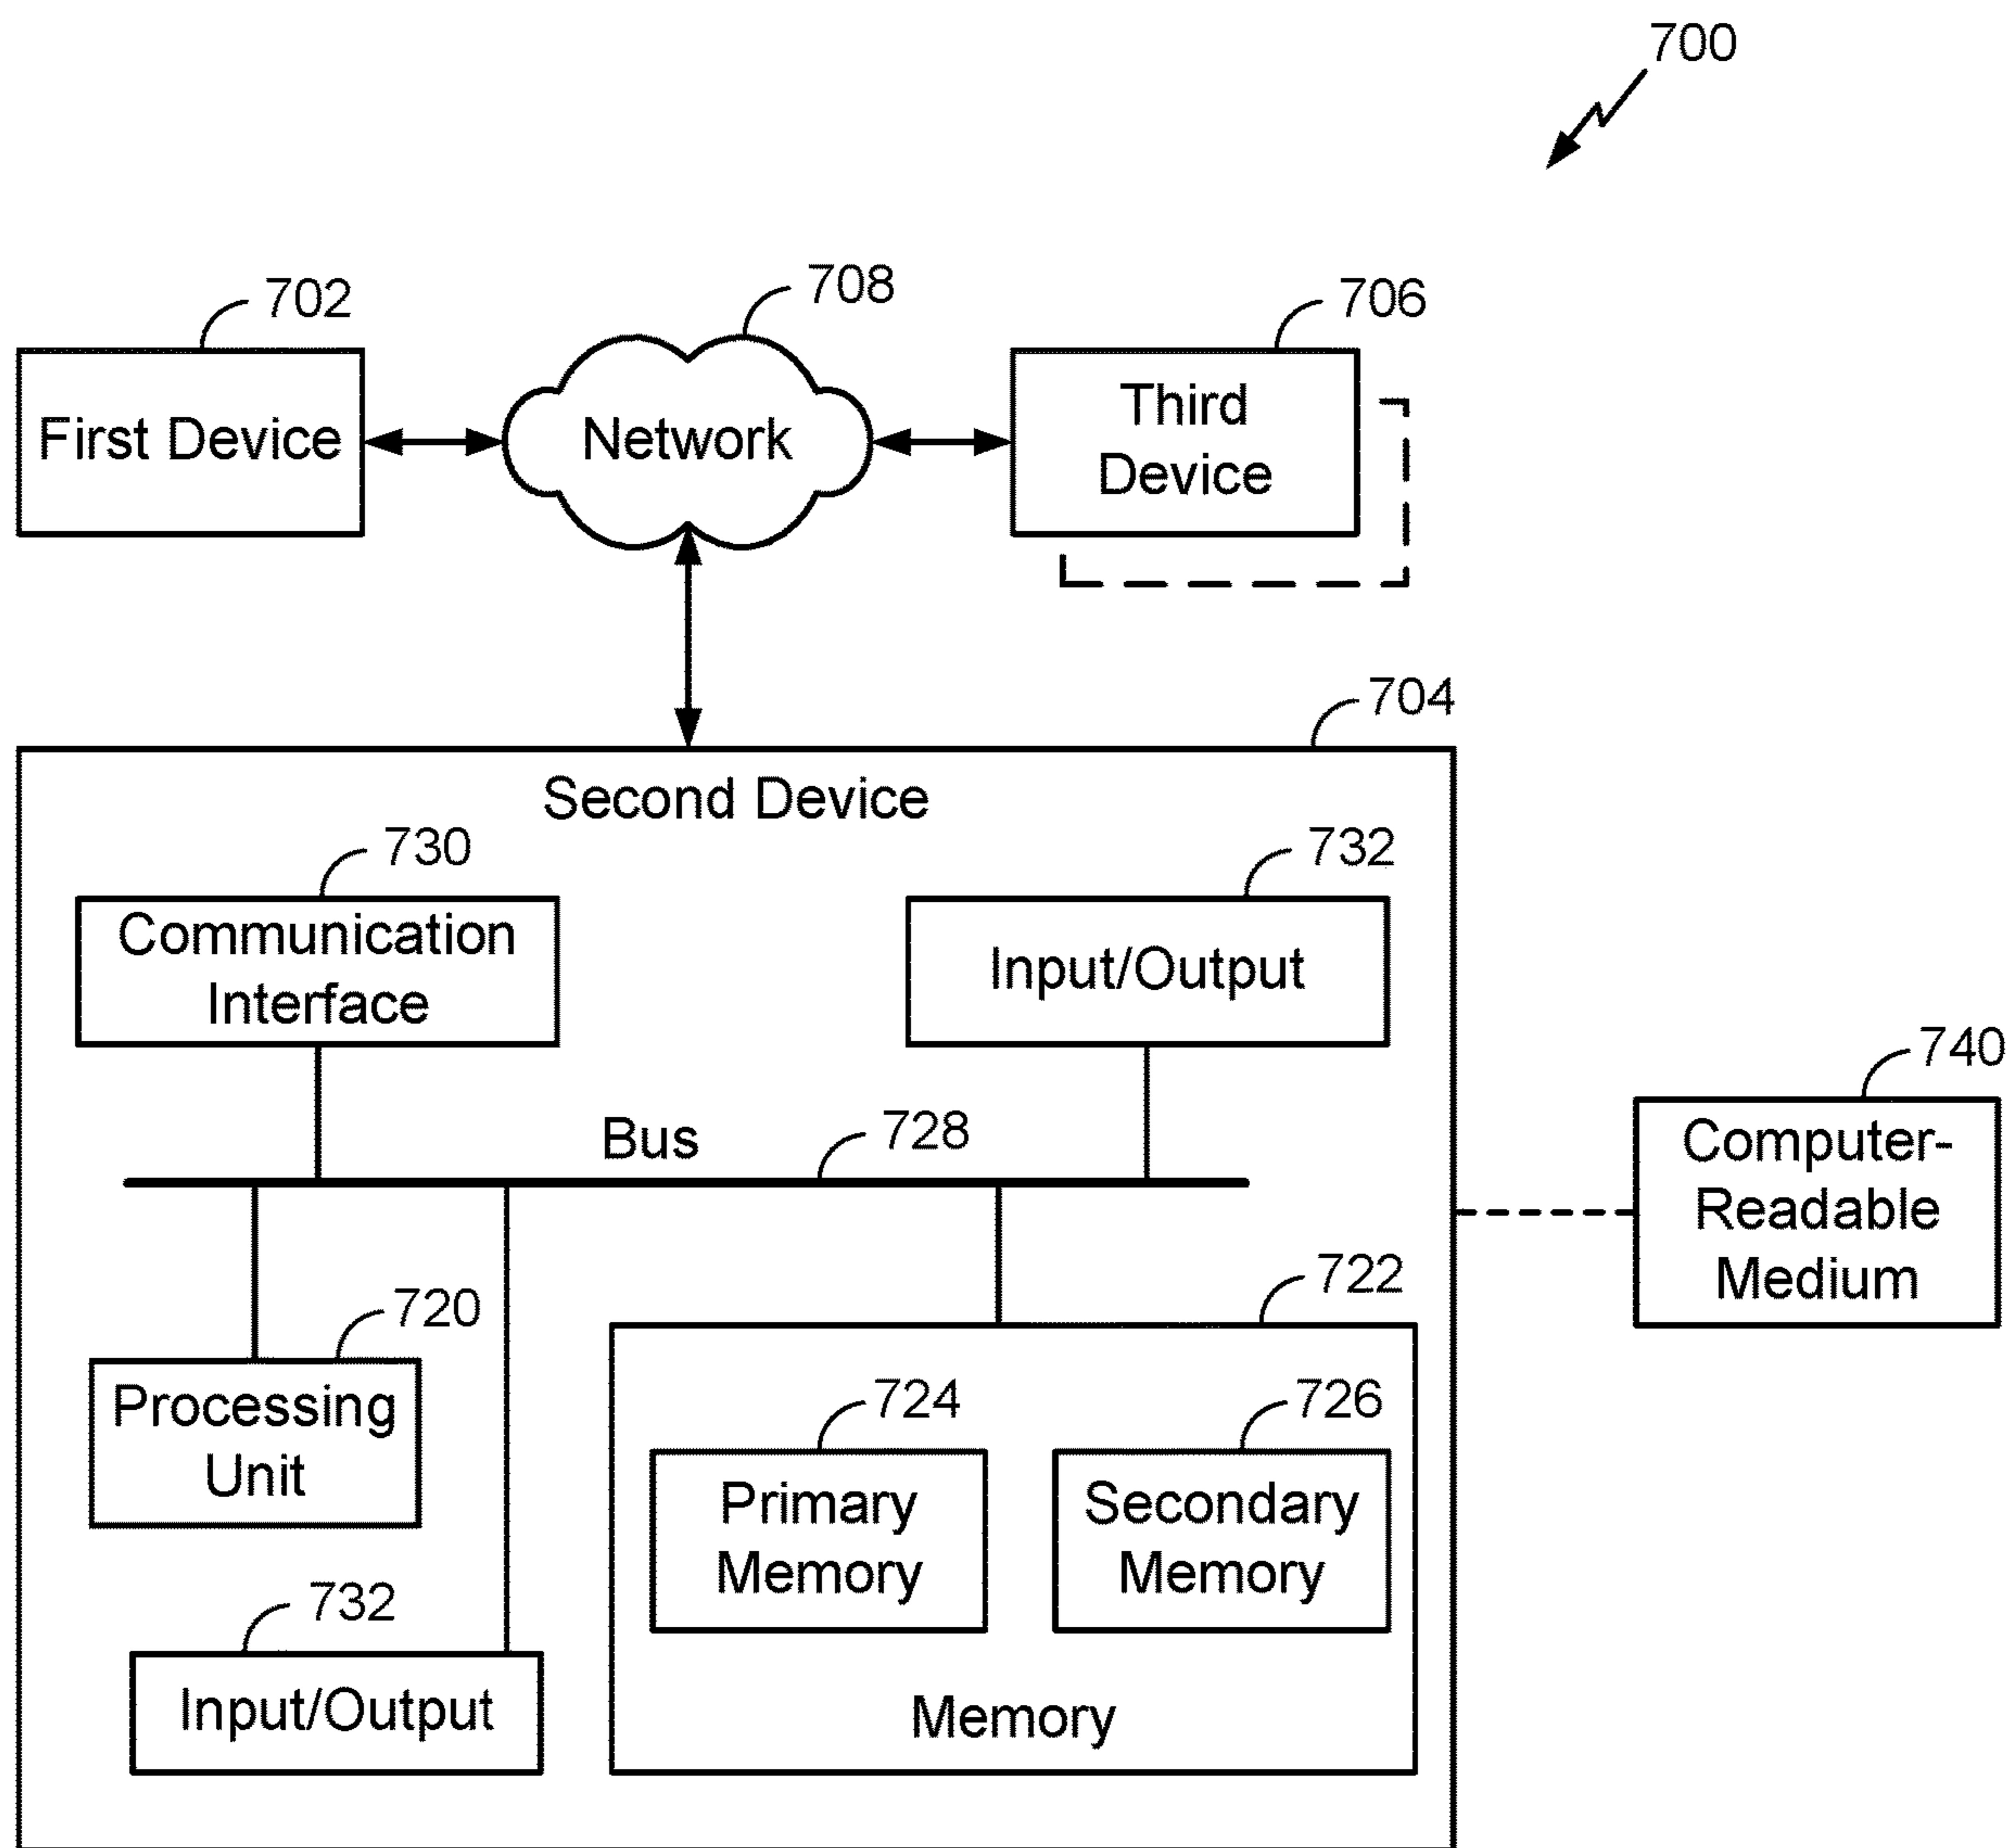 700
702
708
706
First Device
Network
Third
Device
704
Second Device
730
732
Communication
Interface
Input/Output
740
Computer-
Readable
Medium
Bus
728
722
720
Processing
Unit
724
726
Primary
Memory
Secondary
Memory
732
Input/Output
Memory